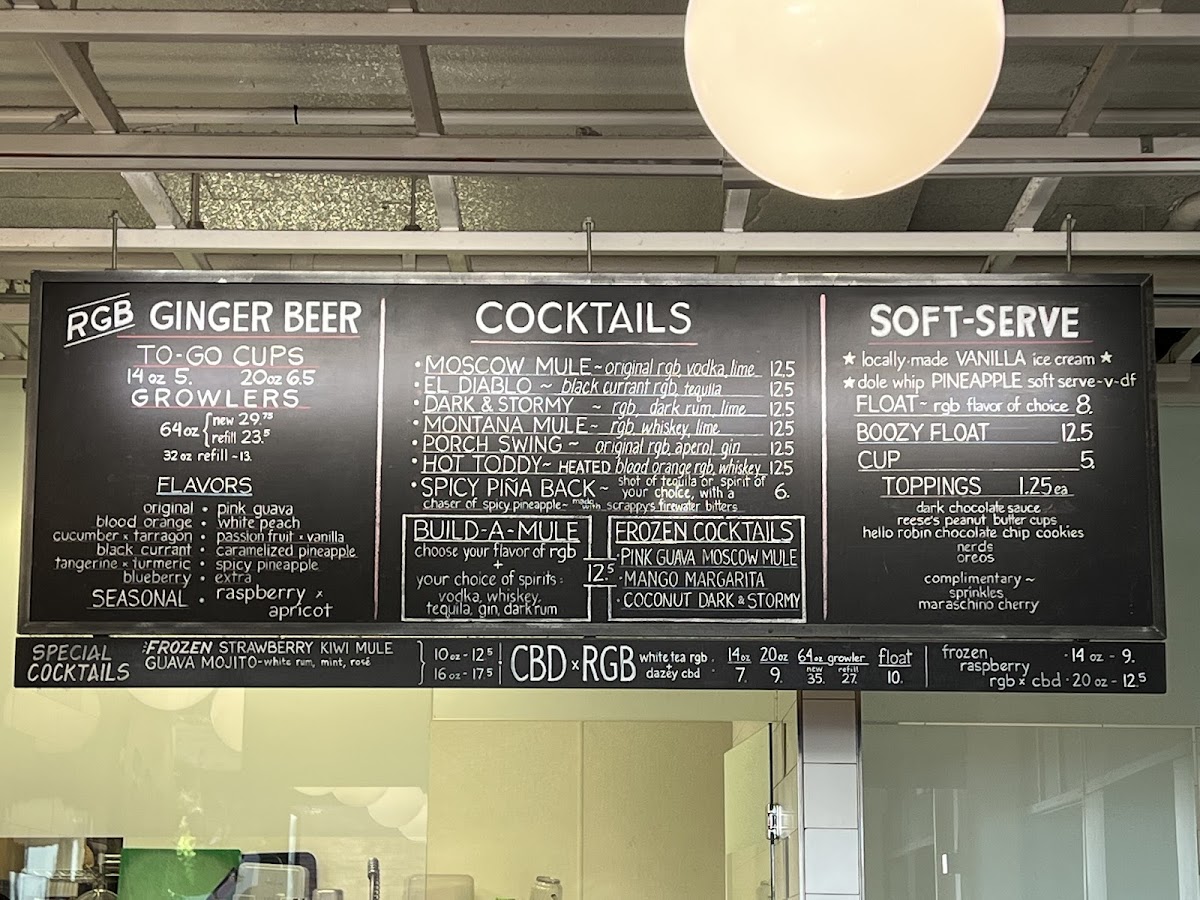 RGB GINGER BEER
TO-GO CUPS
14 oz 5. 20oz 6.5
GROWLERS
64oz { new 29.75
refill 23.5
32 oz refill - 13.
FLAVORS
original • pink guava
blood orange • white peach
cucumber × tarragon • passion fruit × vanilla
black currant • caramelized pineapple
tangerine × turmeric • spicy pineapple
blueberry • extra
SEASONAL • raspberry ×
apricot
COCKTAILS
• MOSCOW MULE ~ original rgb, vodka, lime 12.5
• EL DIABLO ~ black currant rgb, tequila 12.5
• DARK & STORMY ~ rgb, dark rum, lime 12.5
• MONTANA MULE ~ rgb, whiskey, lime 12.5
• PORCH SWING ~ original rgb, aperol, gin 12.5
• HOT TODDY ~ HEATED blood orange rgb, whiskey 12.5
• SPICY PIÑA BACK ~ shot of tequila or spirit of
your choice, with a 6.
chaser of spicy pineapple ~ made with scrappy's firewater bitters
BUILD-A-MULE
choose your flavor of rgb
+
your choice of spirits:
vodka, whiskey,
tequila, gin, dark rum
12.5
FROZEN COCKTAILS
· PINK GUAVA MOSCOW MULE
· MANGO MARGARITA
· COCONUT DARK & STORMY
SOFT-SERVE
★ locally-made VANILLA ice cream ★
★ dole whip PINEAPPLE soft serve - v - df
FLOAT ~ rgb flavor of choice 8.
BOOZY FLOAT 12.5
CUP 5.
TOPPINGS 1.25 ea
dark chocolate sauce
reese's peanut butter cups
hello robin chocolate chip cookies
nerds
oreos
complimentary ~
sprinkles
maraschino cherry
SPECIAL
COCKTAILS
FROZEN STRAWBERRY KIWI MULE
GUAVA MOJITO - white rum, mint, rosé
10 oz - 12.5
16 oz - 17.5
CBD × RGB
white tea rgb
+
dazey cbd
14oz 20oz 64oz growler float
7. 9. new 35. refill 27. 10.
frozen · 14 oz - 9.
raspberry
rgb × cbd · 20 oz - 12.5